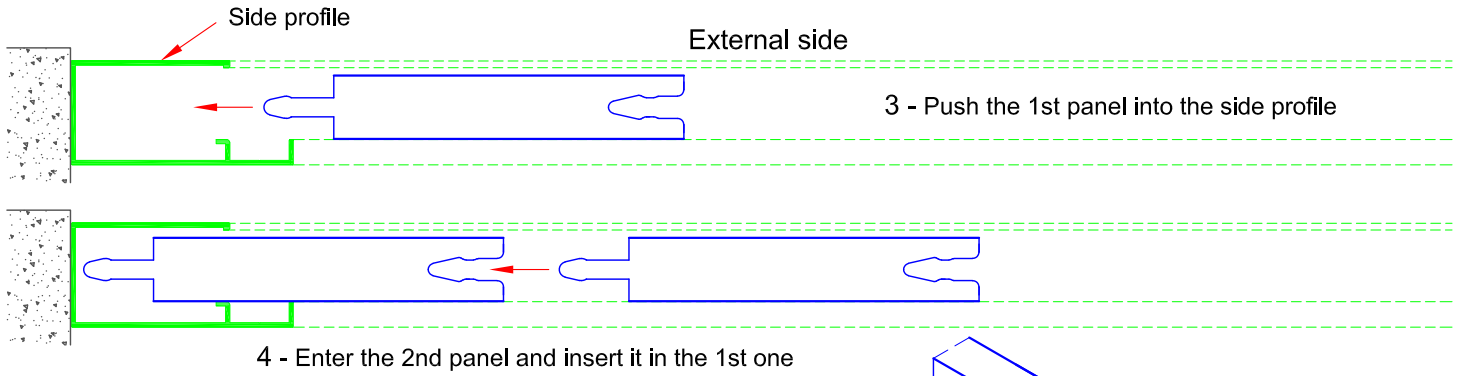 Side profile
External side
3 - Push the 1st panel into the side profile
4 - Enter the 2nd panel and insert it in the 1st one